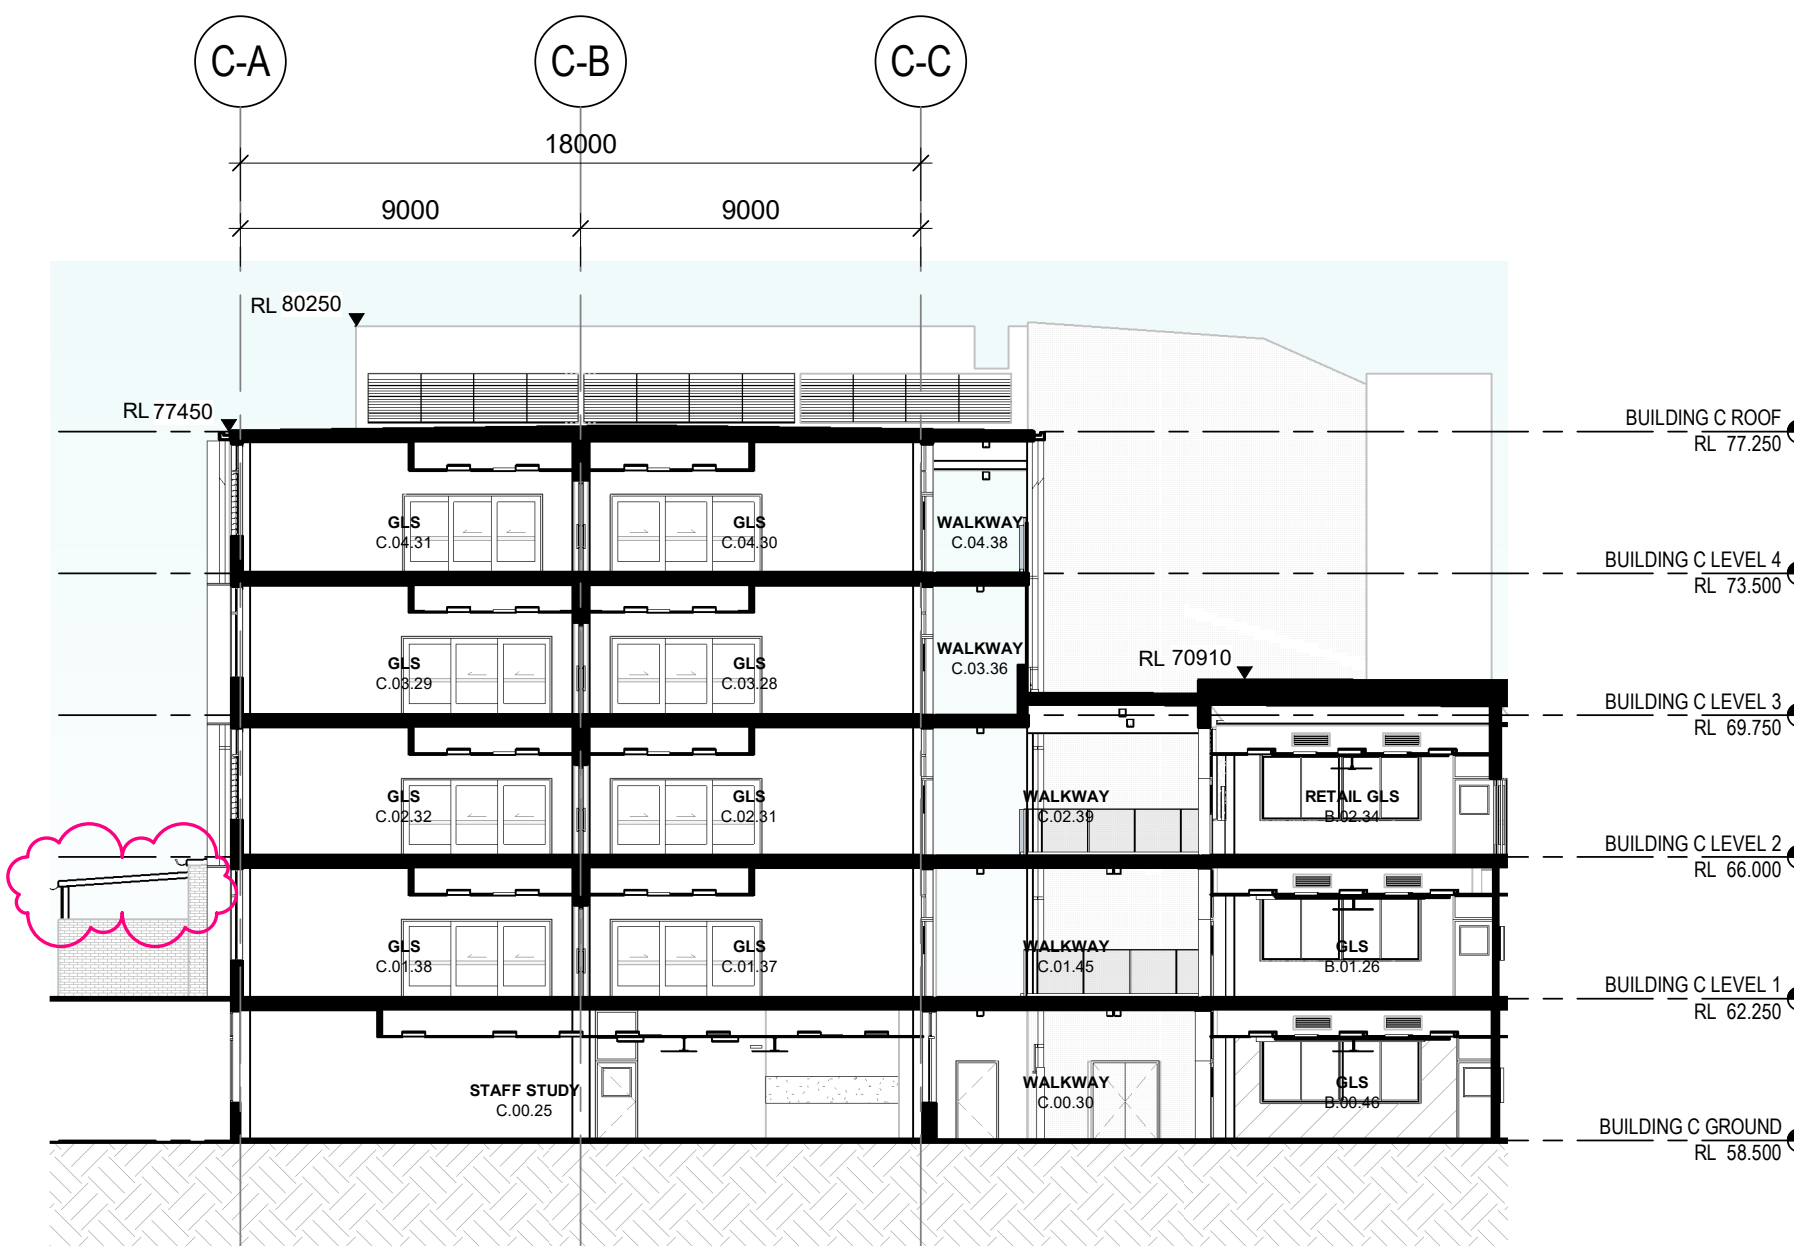 C-A
C-B
C-C
18000
9000
9000
RL 80250
RL 77450
BUILDING C ROOF
RL 77.250
GLS
C.04.31
GLS
C.04.30
WALKWAY
C.04.38
BUILDING C LEVEL 4
RL 73.500
GLS
C.03.29
GLS
C.03.28
WALKWAY
C.03.36
RL 70910
BUILDING C LEVEL 3
RL 69.750
GLS
C.02.32
GLS
C.02.31
WALKWAY
C.02.39
RETAIL GLS
B.02.34
BUILDING C LEVEL 2
RL 66.000
GLS
C.01.38
GLS
C.01.37
WALKWAY
C.01.45
GLS
B.01.26
BUILDING C LEVEL 1
RL 62.250
STAFF STUDY
C.00.25
WALKWAY
C.00.30
GLS
B.00.46
BUILDING C GROUND
RL 58.500